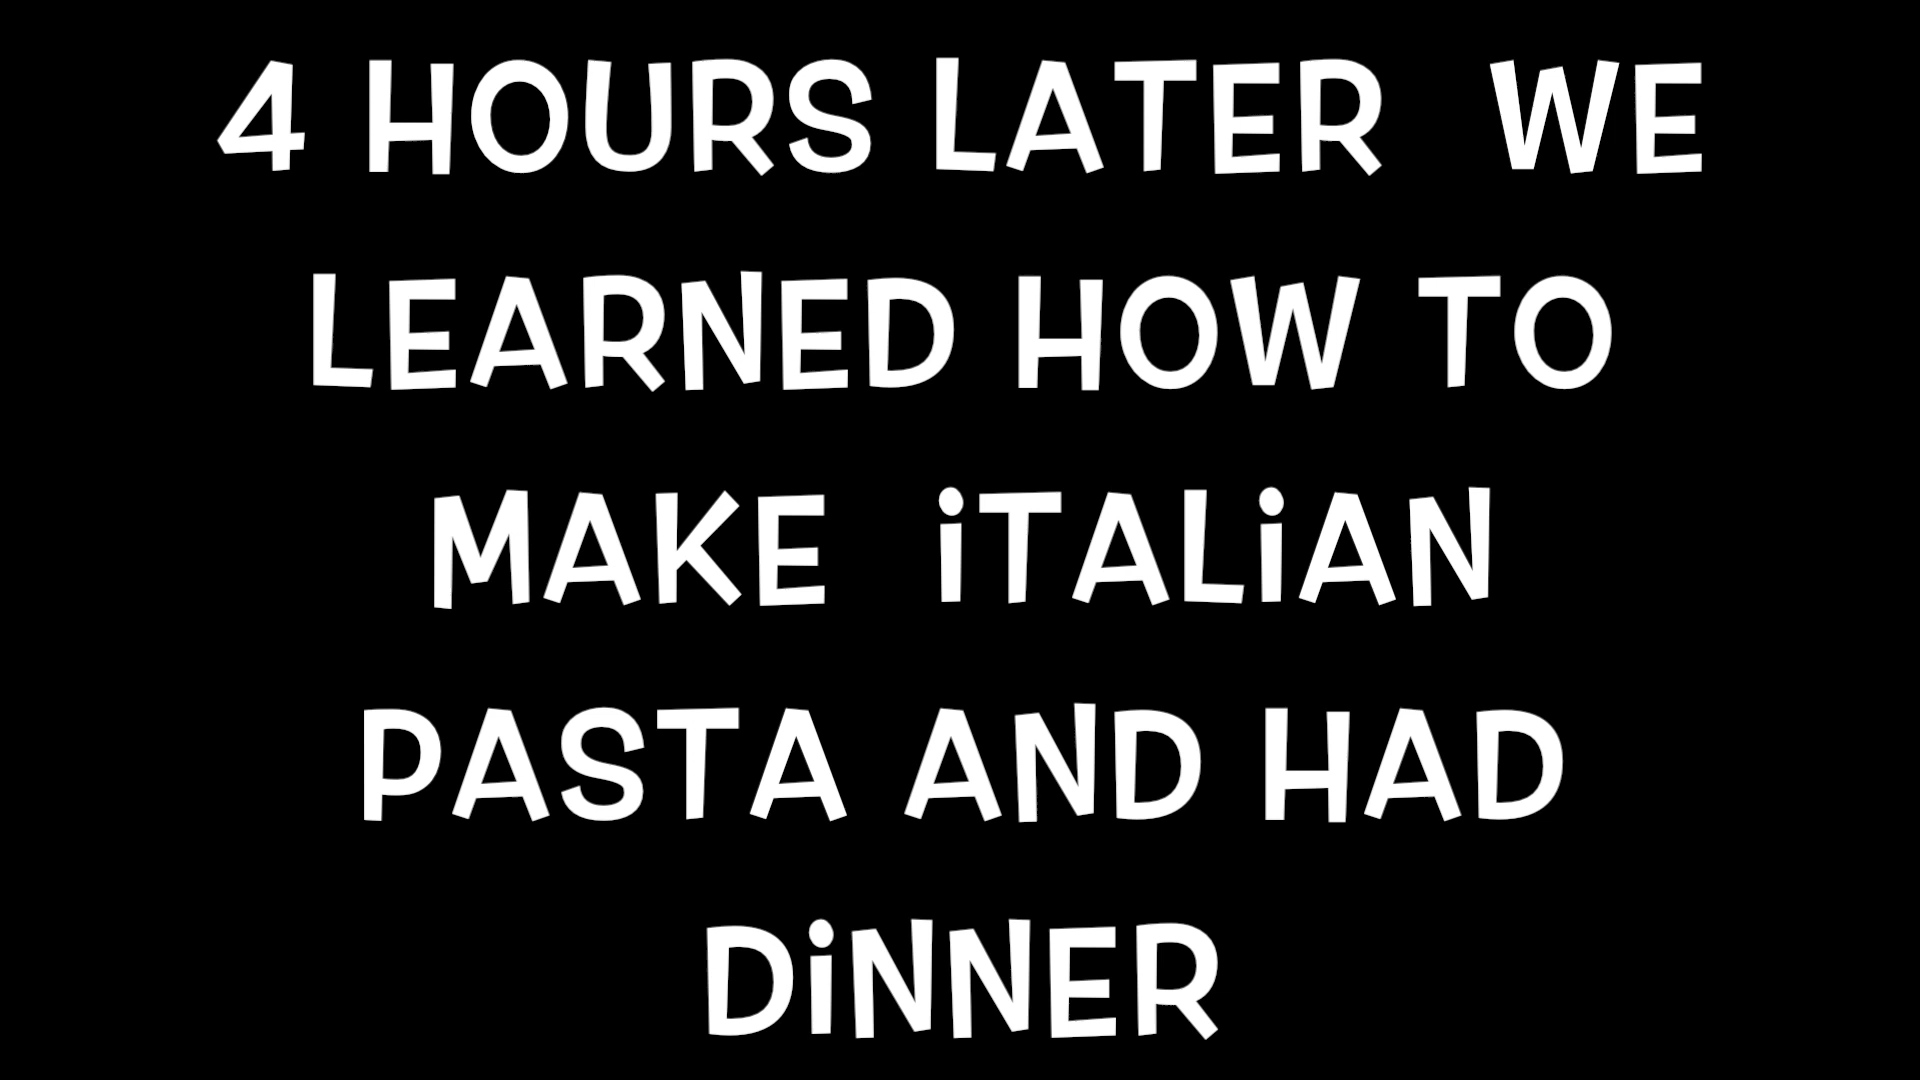 4 HOURS LATER  WE
LEARNED HOW TO
MAKE  iTALiAN
PASTA AND HAD
DiNNER